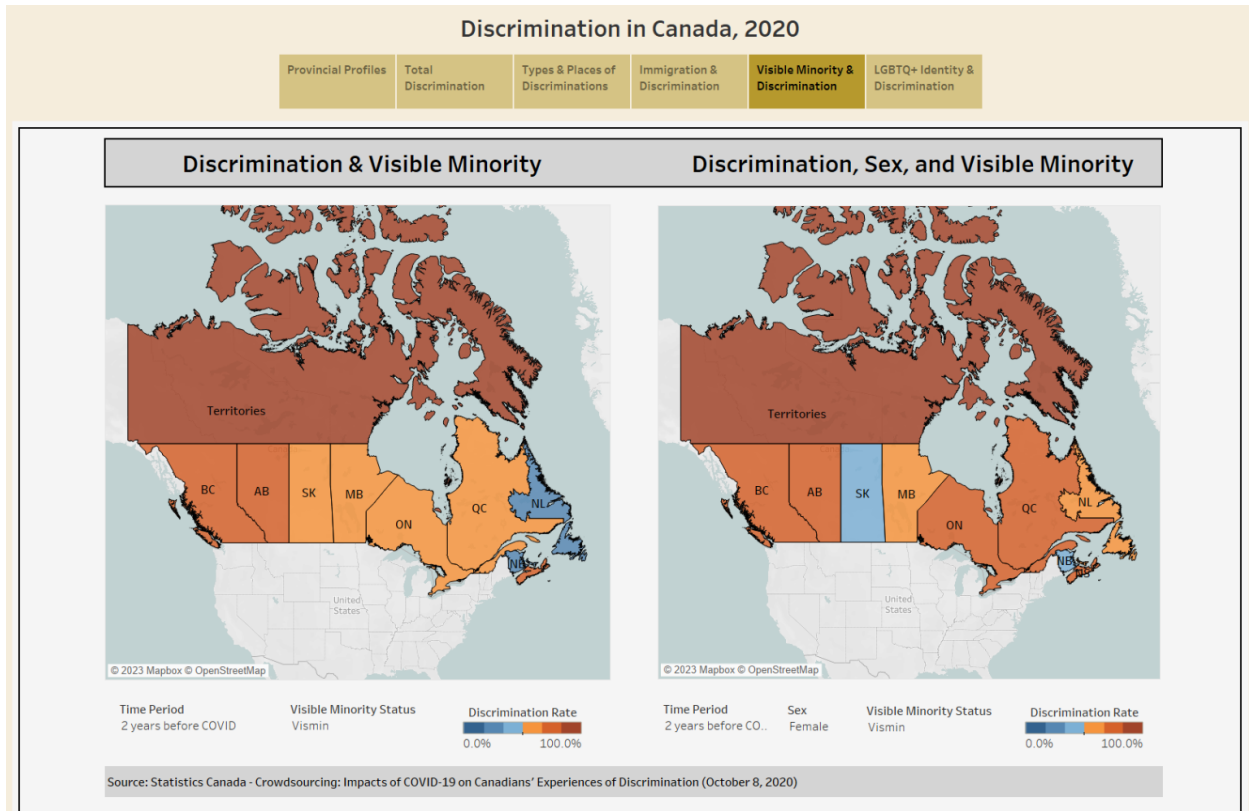 Discrimination in Canada, 2020
Provincial Profiles
Total
Discrimination
Types & Places of
Discriminations
Immigration &
Discrimination
Visible Minority &
Discrimination
LGBTQ+ Identity &
Discrimination
Discrimination & Visible Minority
Discrimination, Sex, and Visible Minority
Territories
BC
AB
SK
MB
ON
QC
NL
NB
United
States
© 2023 Mapbox © OpenStreetMap
Territories
BC
AB
SK
MB
ON
QC
NL
NB
United
States
© 2023 Mapbox © OpenStreetMap
Time Period
2 years before COVID
Visible Minority Status
Vismin
Discrimination Rate
0.0% 100.0%
Time Period
2 years before CO..
Sex
Female
Visible Minority Status
Vismin
Discrimination Rate
0.0% 100.0%
Source: Statistics Canada - Crowdsourcing: Impacts of COVID-19 on Canadians' Experiences of Discrimination (October 8, 2020)